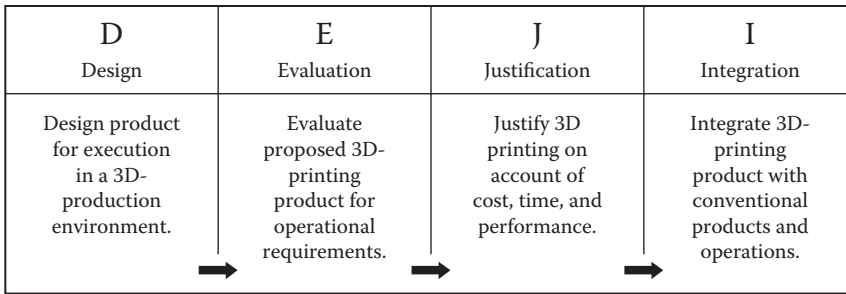 D
Design
Design product
for execution
in a 3D-
production
environment.
E
Evaluation
Evaluate
proposed 3D-
printing
product for
operational
requirements.
J
Justification
Justify 3D
printing on
account of
cost, time, and
performance.
I
Integration
Integrate 3D-
printing
product with
conventional
products and
operations.